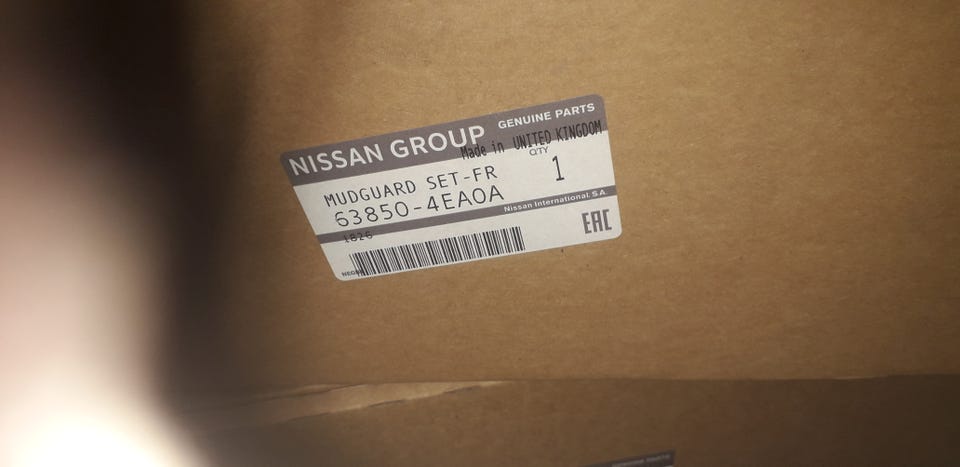 NISSAN GROUP GENUINE PARTS
Made in UNITED KINGDOM
MUDGUARD SET-FR QTY 1
63850-4EA0A
Nissan International S.A.
1826
EAC